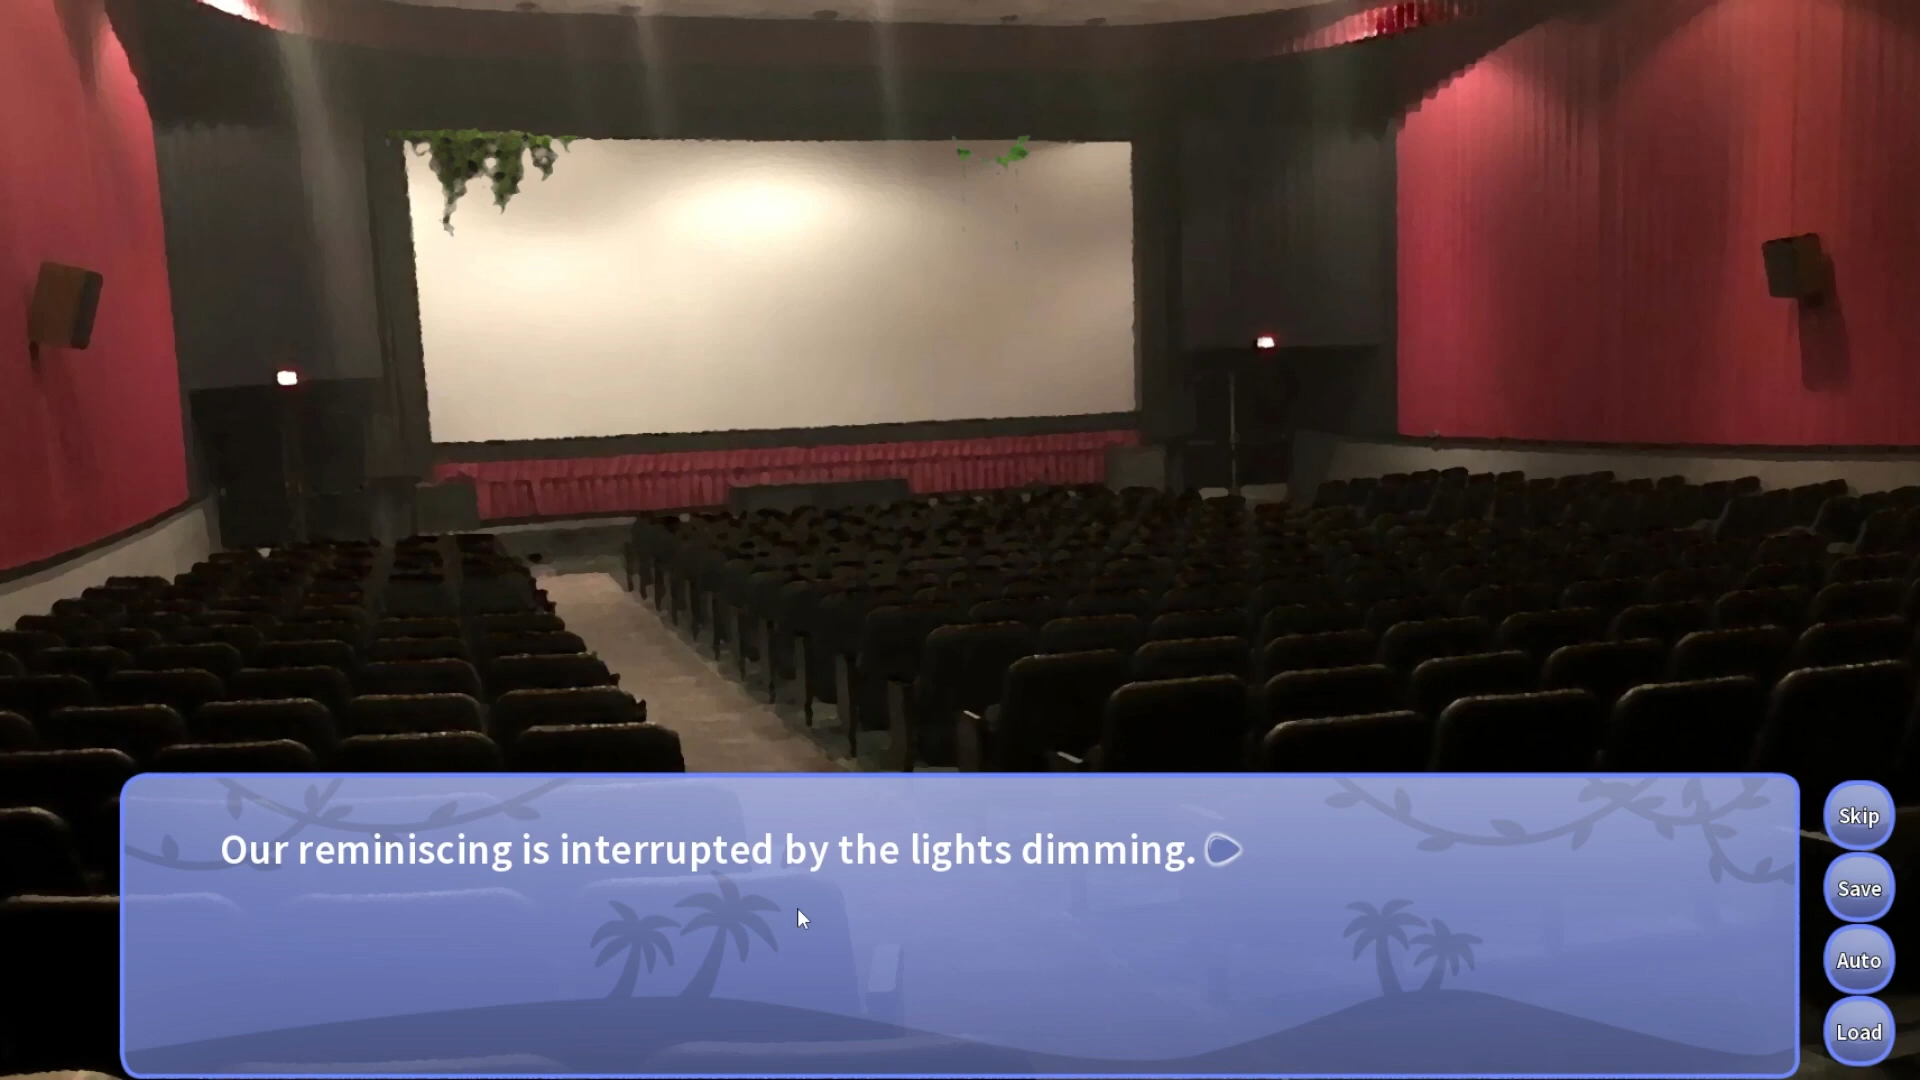 Our reminiscing is interrupted by the lights dimming.
Skip
Save
Auto
Load